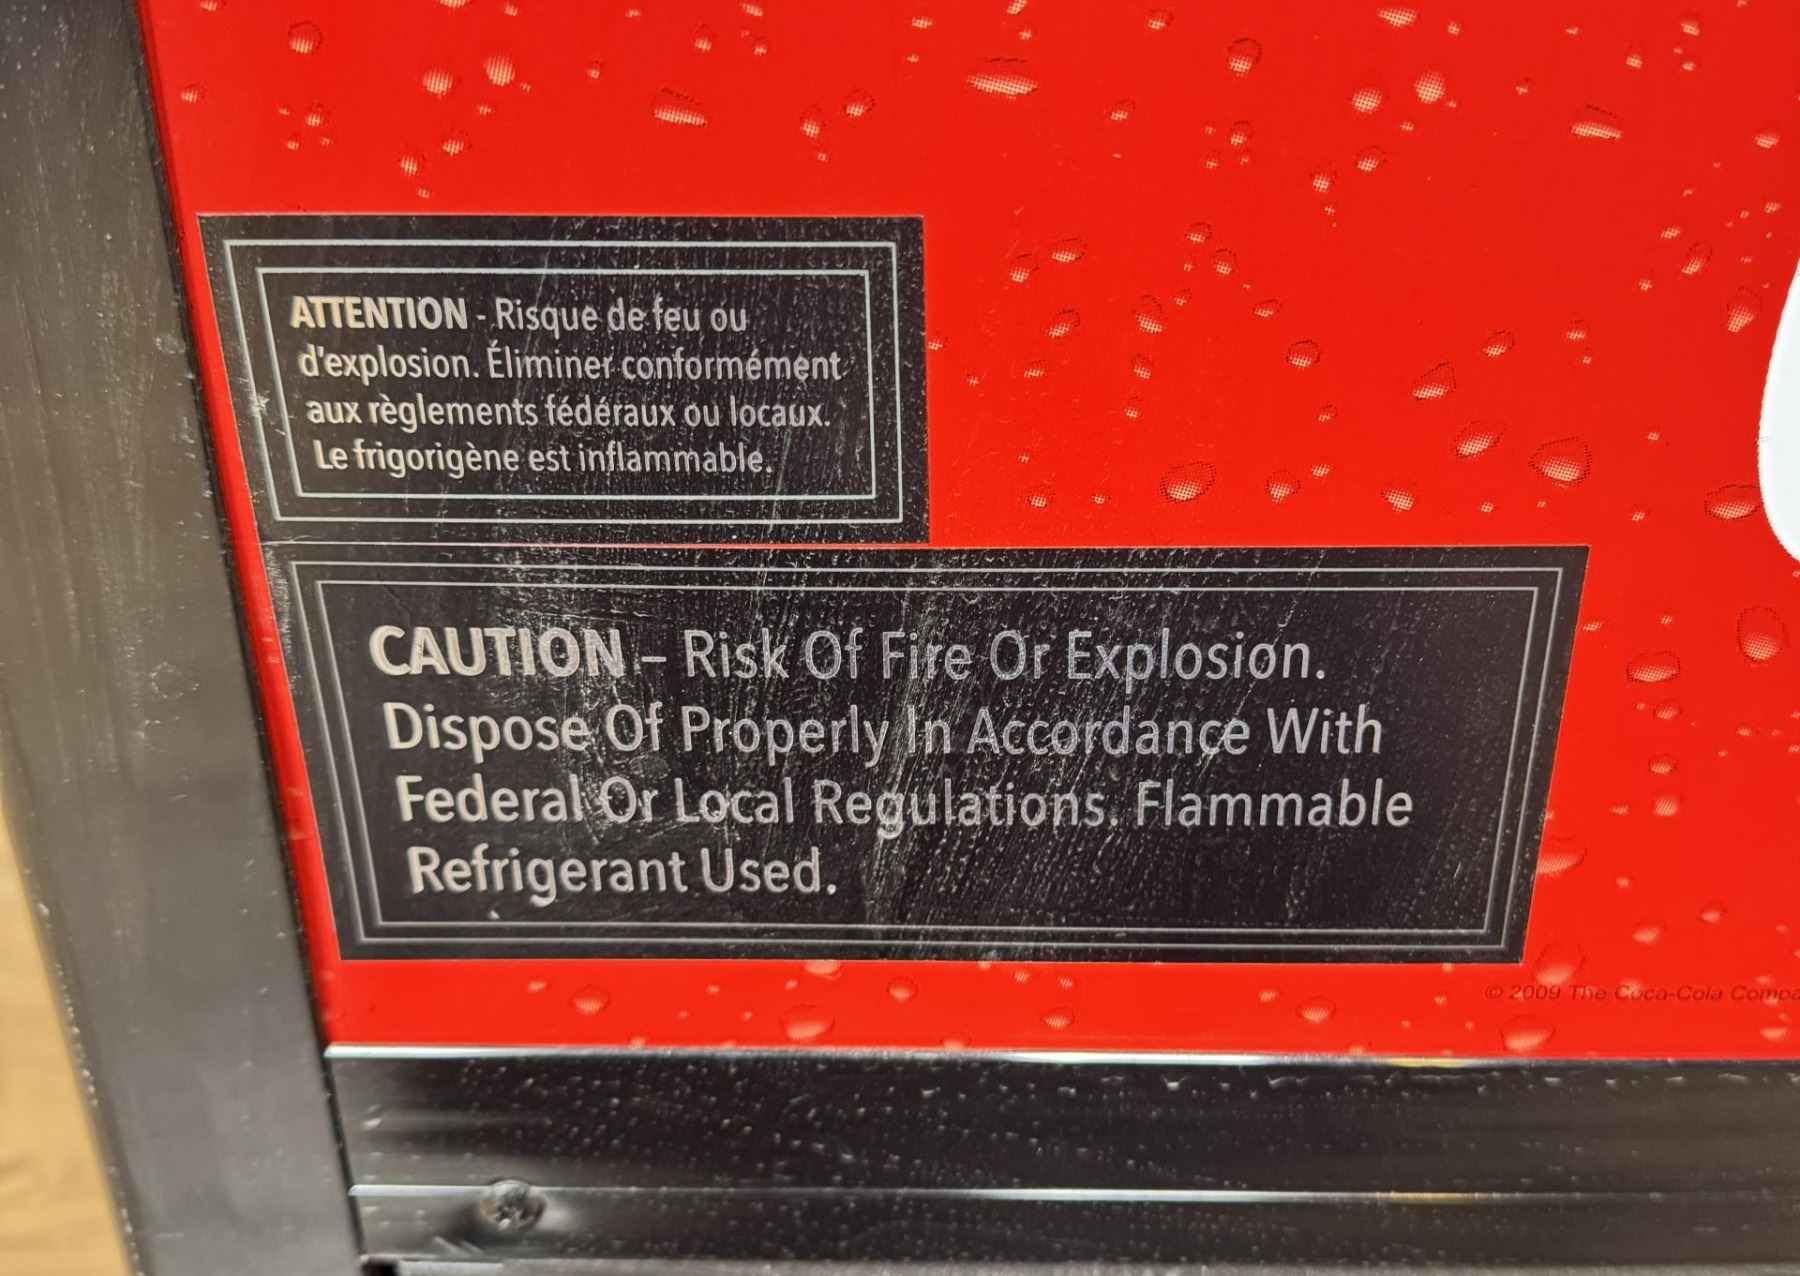 ATTENTION - Risque de feu ou
d'explosion. Éliminer conformément
aux règlements fédéraux ou locaux.
Le frigorigène est inflammable.
CAUTION – Risk Of Fire Or Explosion.
Dispose Of Properly In Accordance With
Federal Or Local Regulations. Flammable
Refrigerant Used.
© 2009 The Coca-Cola